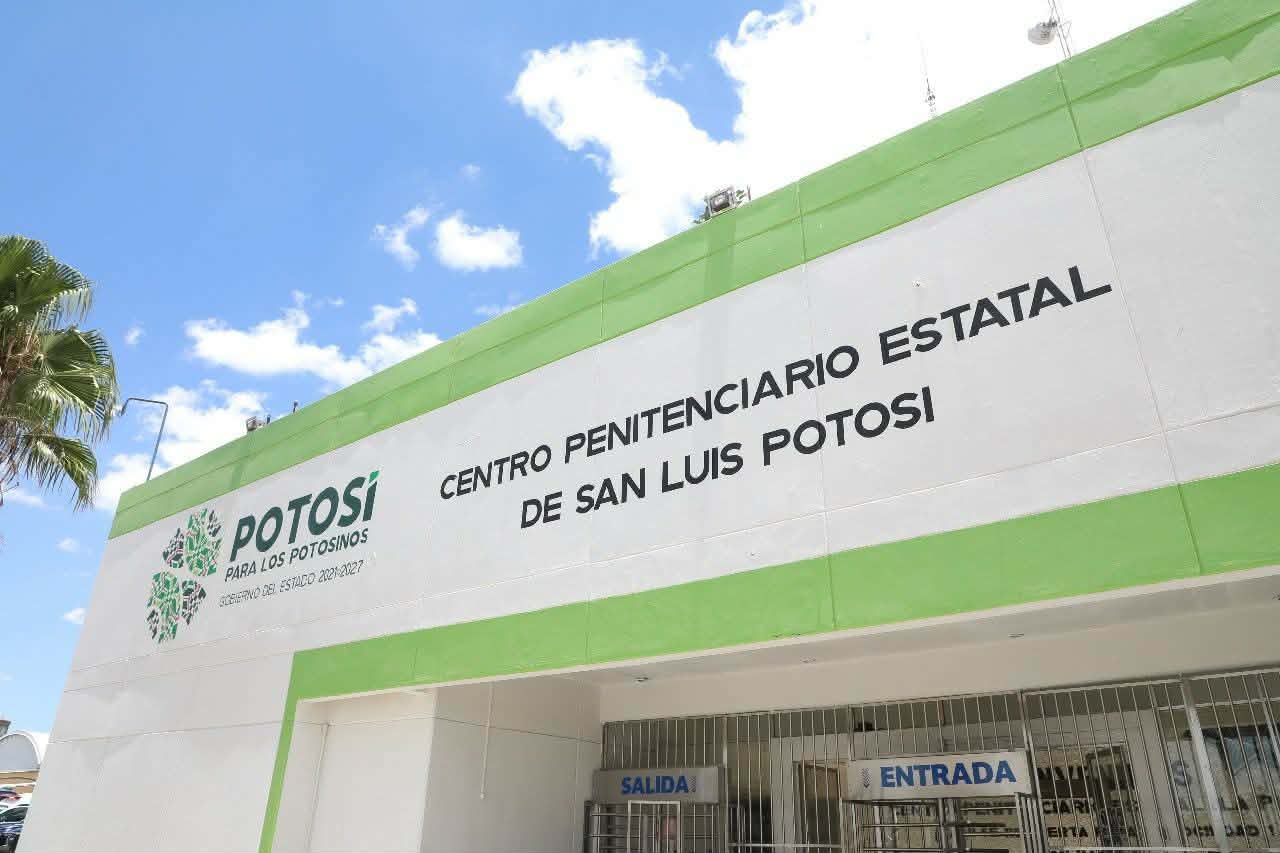 CENTRO PENITENCIARIO ESTATAL
DE SAN LUIS POTOSI
POTOSÍ
PARA LOS POTOSINOS
GOBIERNO DEL ESTADO 2021-2027
SALIDA
ENTRADA